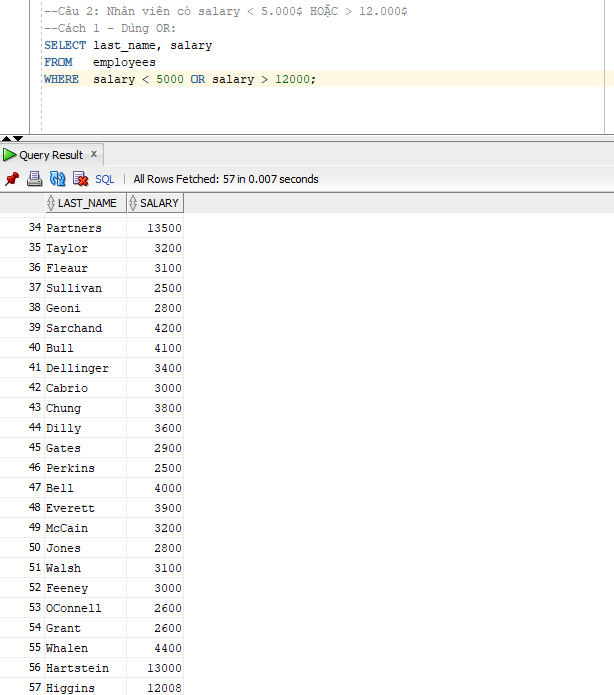 --Câu 2: Nhân viên có salary < 5.000$ HOẶC > 12.000$
--Cách 1 - Dùng OR:
SELECT last_name, salary
FROM employees
WHERE salary < 5000 OR salary > 12000;
Query Result x
SQL | All Rows Fetched: 57 in 0.007 seconds
LAST_NAME SALARY
34 Partners 13500
35 Taylor 3200
36 Fleaur 3100
37 Sullivan 2500
38 Geoni 2800
39 Sarchand 4200
40 Bull 4100
41 Dellinger 3400
42 Cabrio 3000
43 Chung 3800
44 Dilly 3600
45 Gates 2900
46 Perkins 2500
47 Bell 4000
48 Everett 3900
49 McCain 3200
50 Jones 2800
51 Walsh 3100
52 Feeney 3000
53 OConnell 2600
54 Grant 2600
55 Whalen 4400
56 Hartstein 13000
57 Higgins 12008